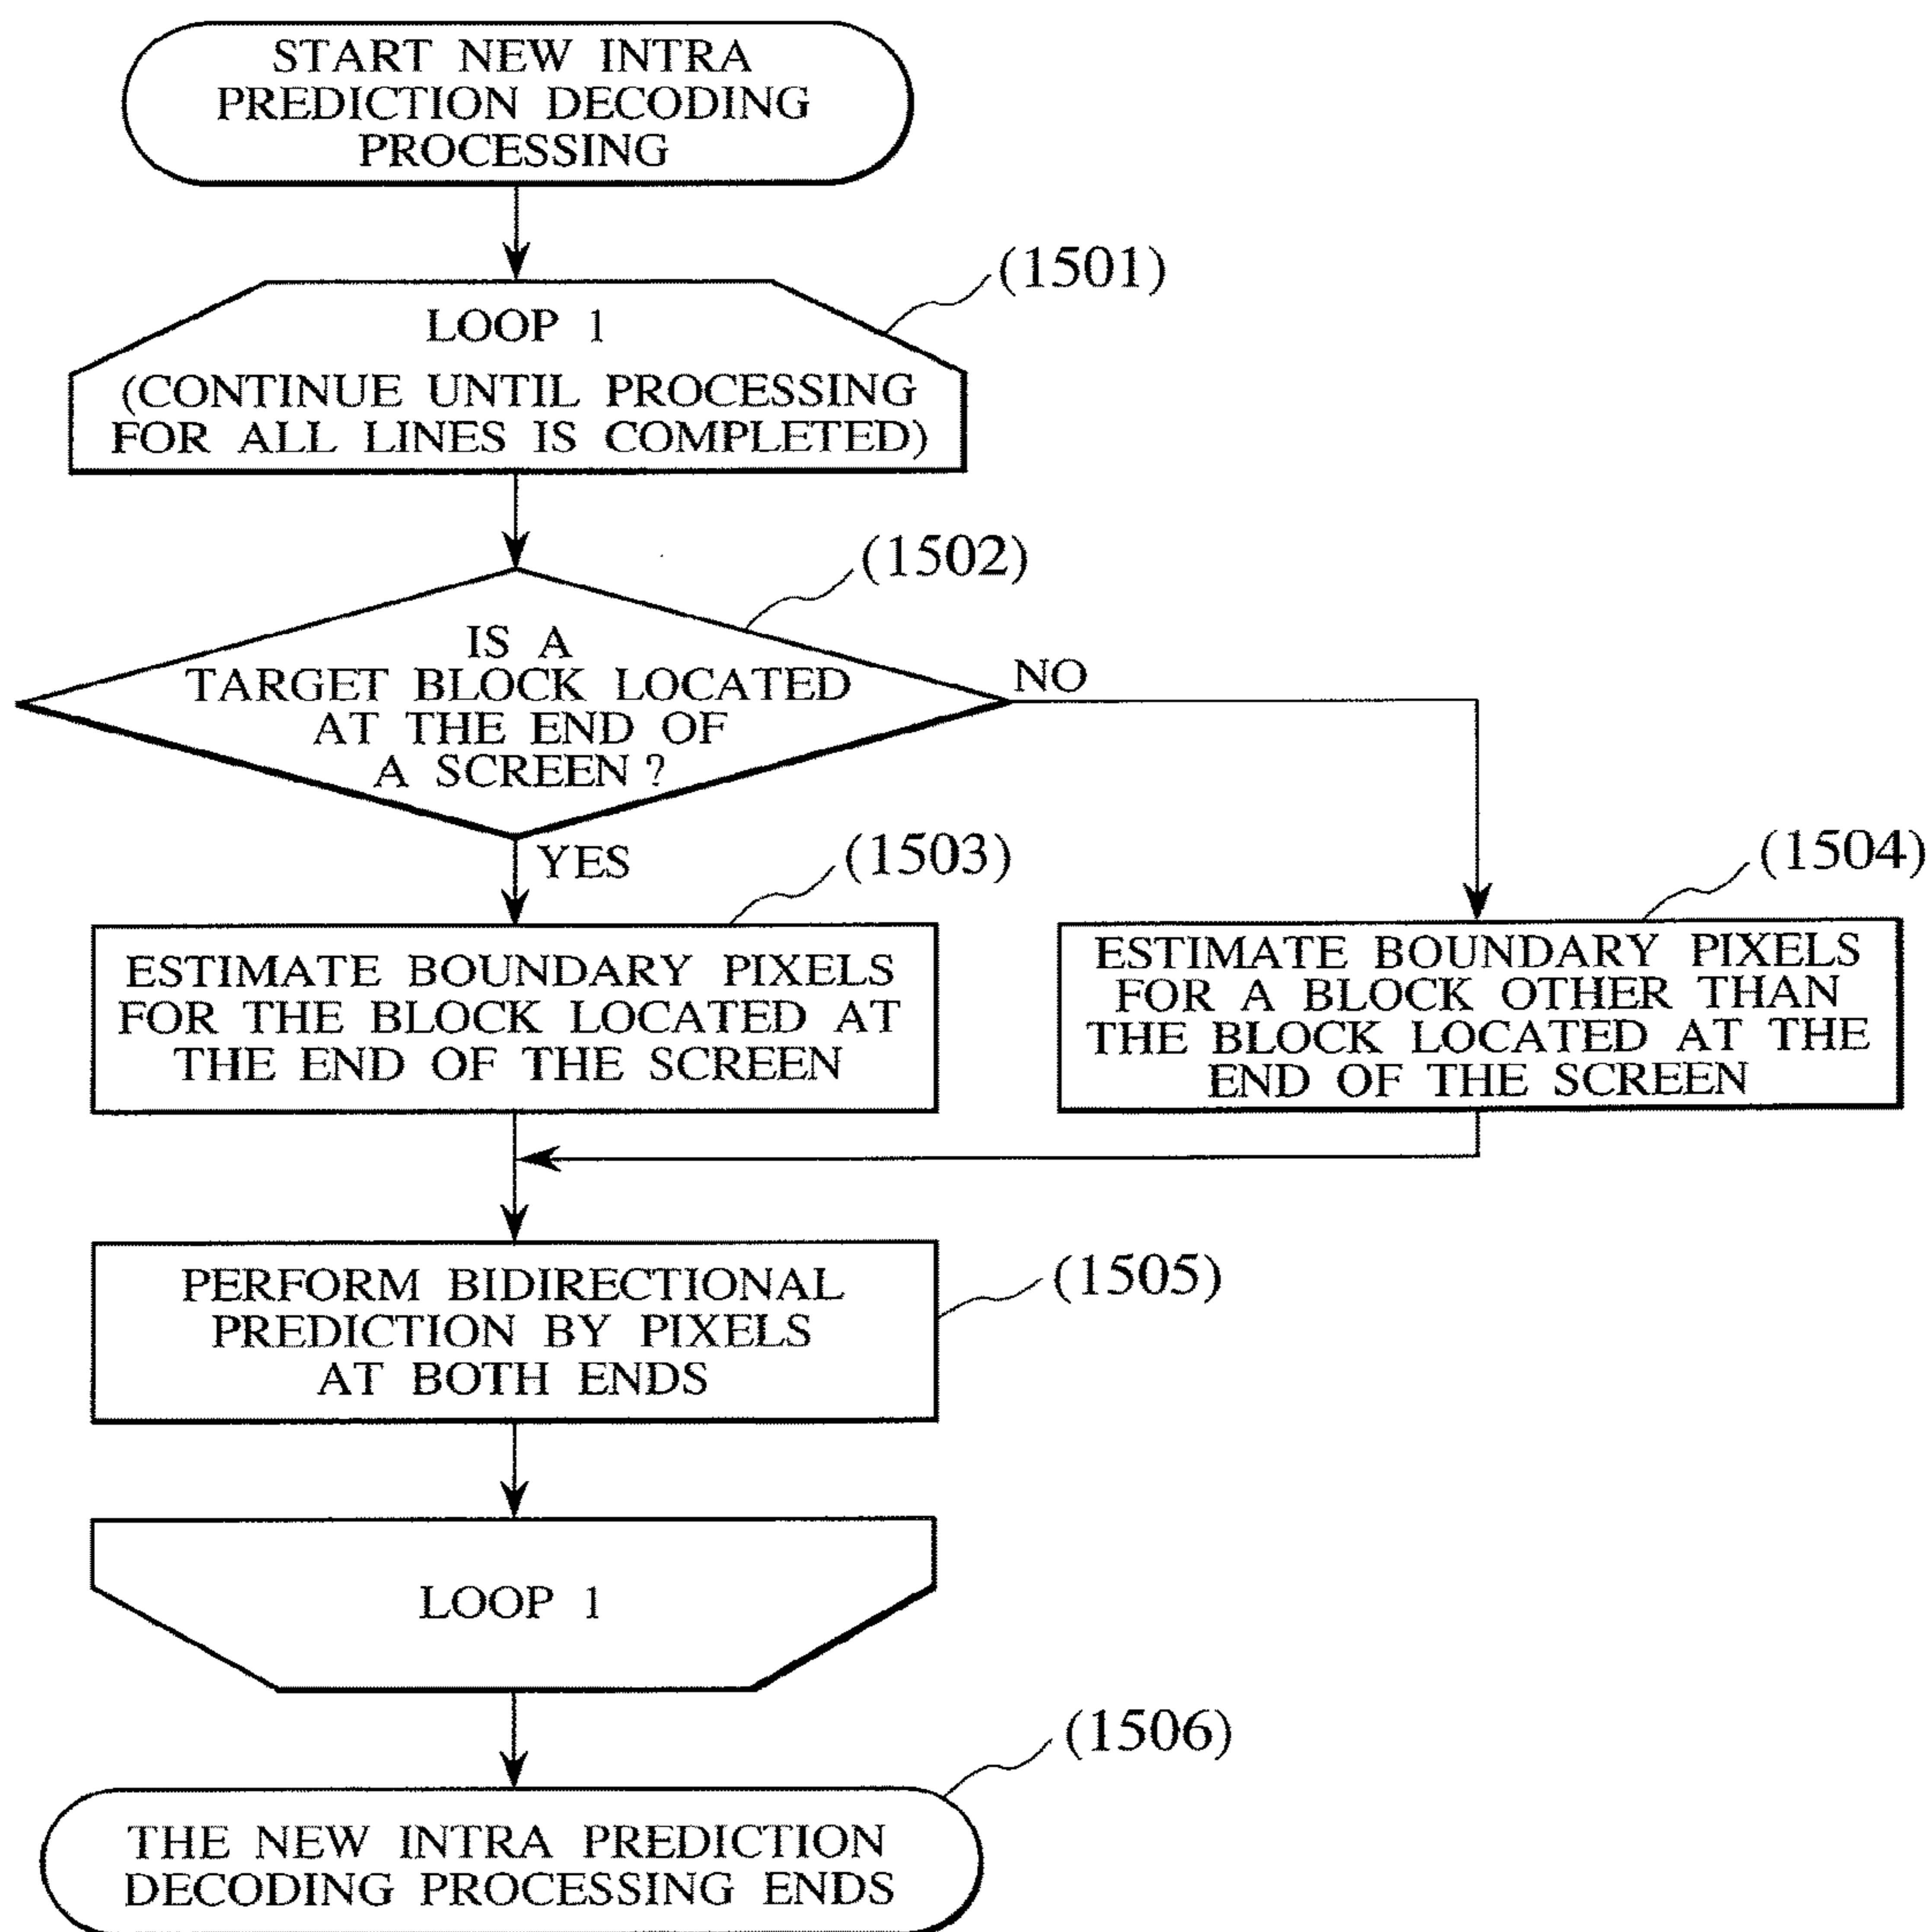 START NEW INTRA
PREDICTION DECODING
PROCESSING
(1501)
LOOP 1
(CONTINUE UNTIL PROCESSING
FOR ALL LINES IS COMPLETED)
(1502)
IS A
TARGET BLOCK LOCATED
AT THE END OF
A SCREEN?
NO
YES
(1503)
ESTIMATE BOUNDARY PIXELS
FOR THE BLOCK LOCATED AT
THE END OF THE SCREEN
(1504)
ESTIMATE BOUNDARY PIXELS
FOR A BLOCK OTHER THAN
THE BLOCK LOCATED AT THE
END OF THE SCREEN
(1505)
PERFORM BIDIRECTIONAL
PREDICTION BY PIXELS
AT BOTH ENDS
LOOP 1
(1506)
THE NEW INTRA PREDICTION
DECODING PROCESSING ENDS